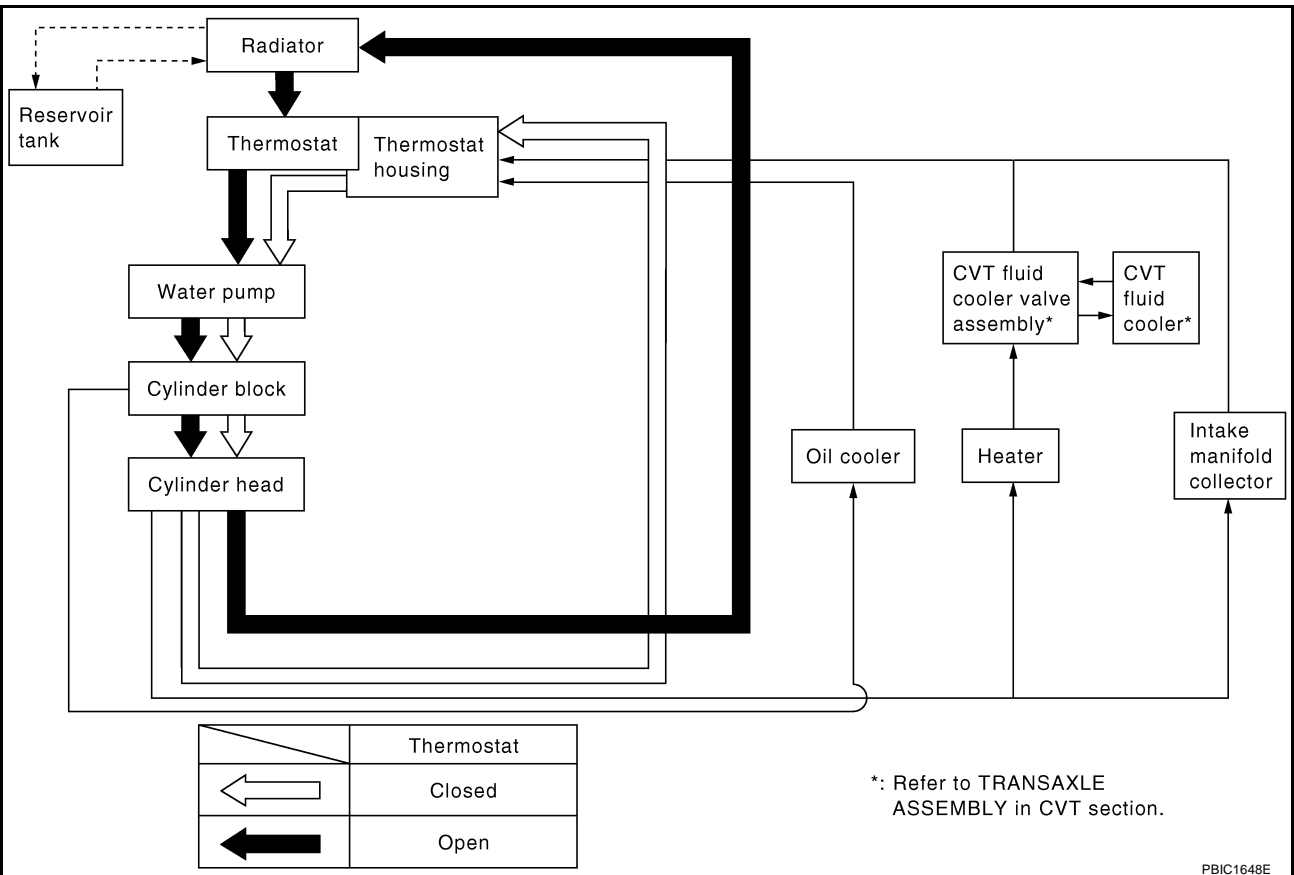 Radiator
Reservoir
tank
Thermostat
Thermostat
housing
Water pump
CVT fluid
cooler valve
assembly*
CVT
fluid
cooler*
Cylinder block
Cylinder head
Oil cooler
Heater
Intake
manifold
collector
Thermostat
Closed
Open
*: Refer to TRANSAXLE
ASSEMBLY in CVT section.
PBIC1648E